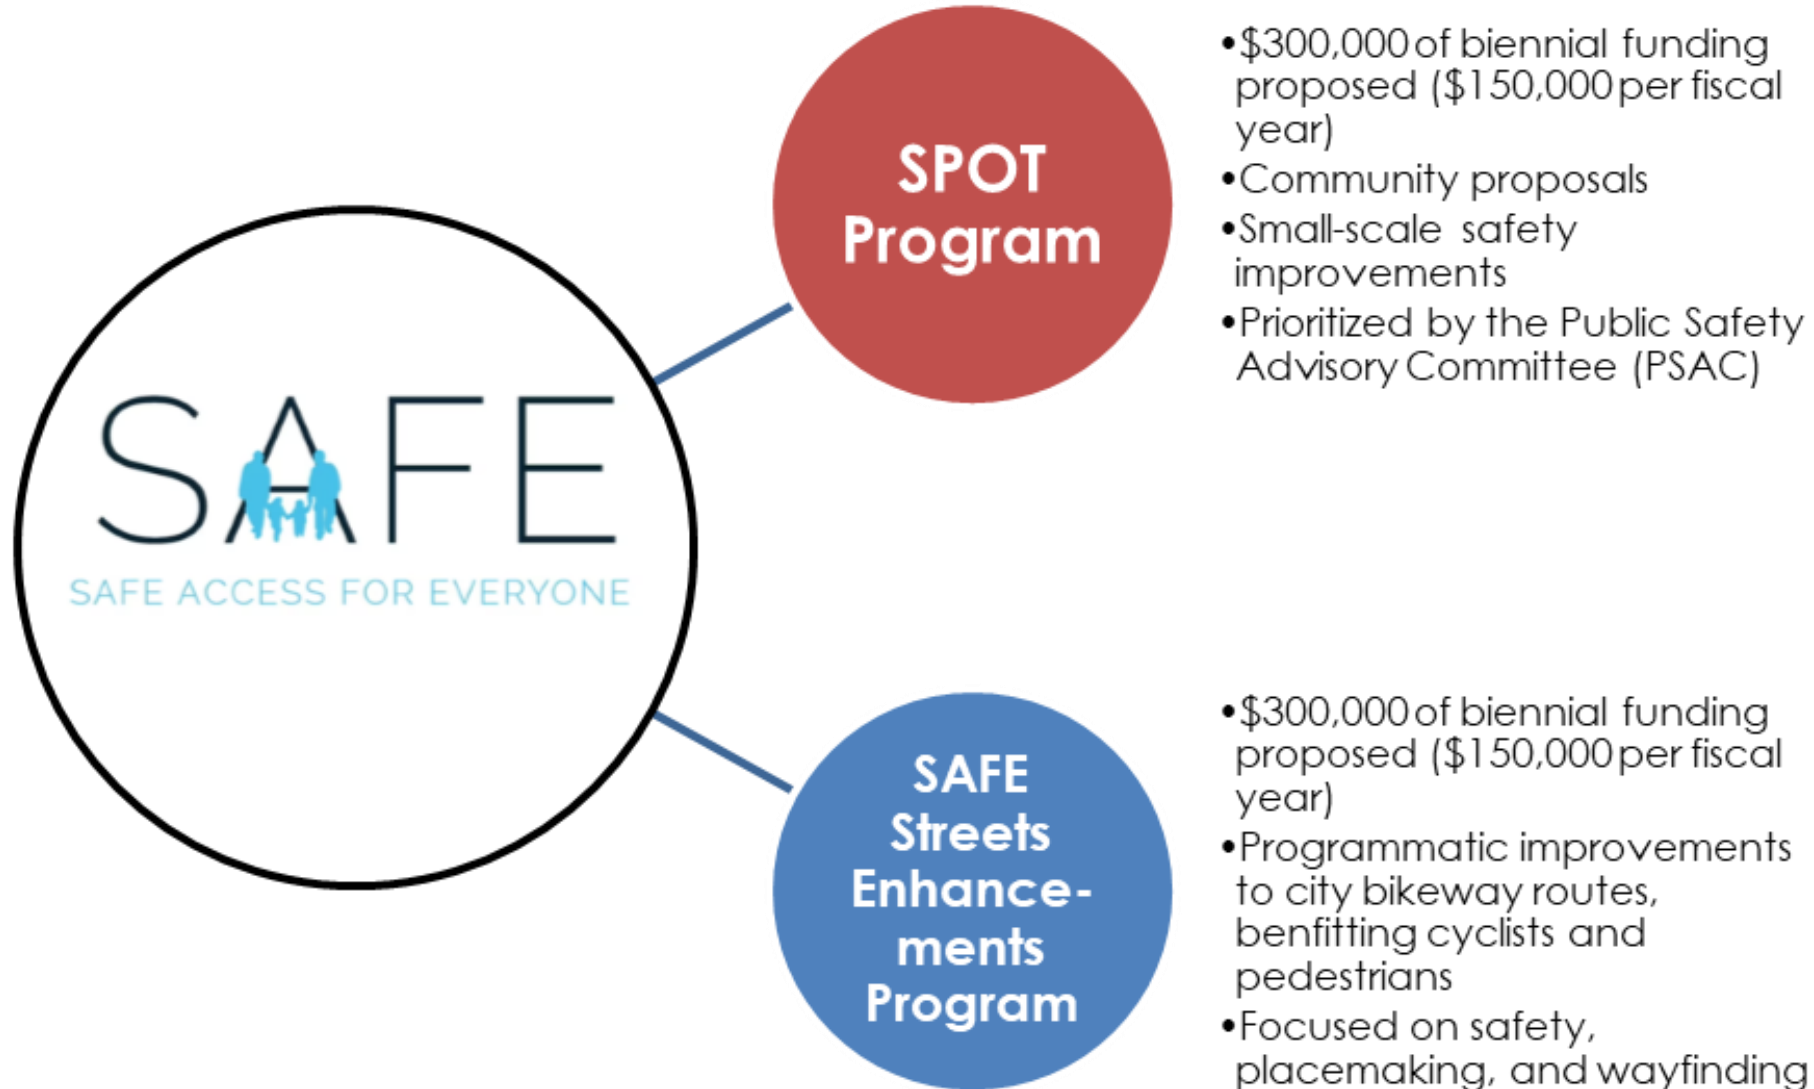 SAFE
SAFE ACCESS FOR EVERYONE
SPOT
Program
•$300,000 of biennial funding
proposed ($150,000 per fiscal
year)
•Community proposals
•Small-scale safety
improvements
•Prioritized by the Public Safety
Advisory Committee (PSAC)
SAFE
Streets
Enhance-
ments
Program
•$300,000 of biennial funding
proposed ($150,000 per fiscal
year)
•Programmatic improvements
to city bikeway routes,
benfitting cyclists and
pedestrians
•Focused on safety,
placemaking, and wayfinding